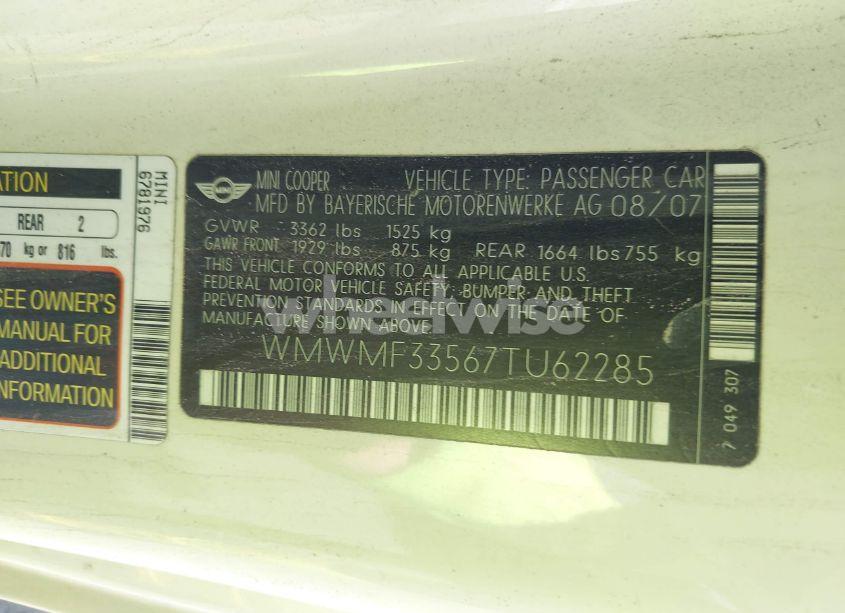 ATION
REAR 2
70 kg or 816 lbs.
SEE OWNER'S
MANUAL FOR
ADDITIONAL
INFORMATION
MINI
6781976
MINI
MINI COOPER VEHICLE TYPE: PASSENGER CAR
MFD BY BAYERISCHE MOTORENWERKE AG 08/07
GVWR 3362 lbs 1525 kg
GAWR FRONT 1929 lbs 875 kg REAR 1664 lbs 755 kg
THIS VEHICLE CONFORMS TO ALL APPLICABLE U.S.
FEDERAL MOTOR VEHICLE SAFETY, BUMPER AND THEFT
PREVENTION STANDARDS IN EFFECT ON THE DATE OF
MANUFACTURE SHOWN ABOVE.
WMWMF33567TU62285
7 049 307
wheelwise